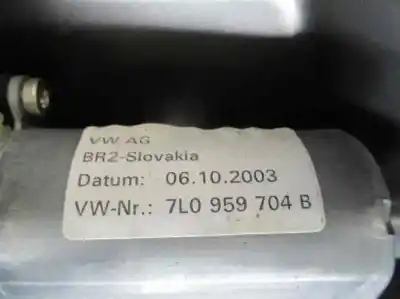 VW AG
BR2-Slovakia
Datum: 06.10.2003
VW-Nr.: 7L0 959 704 B